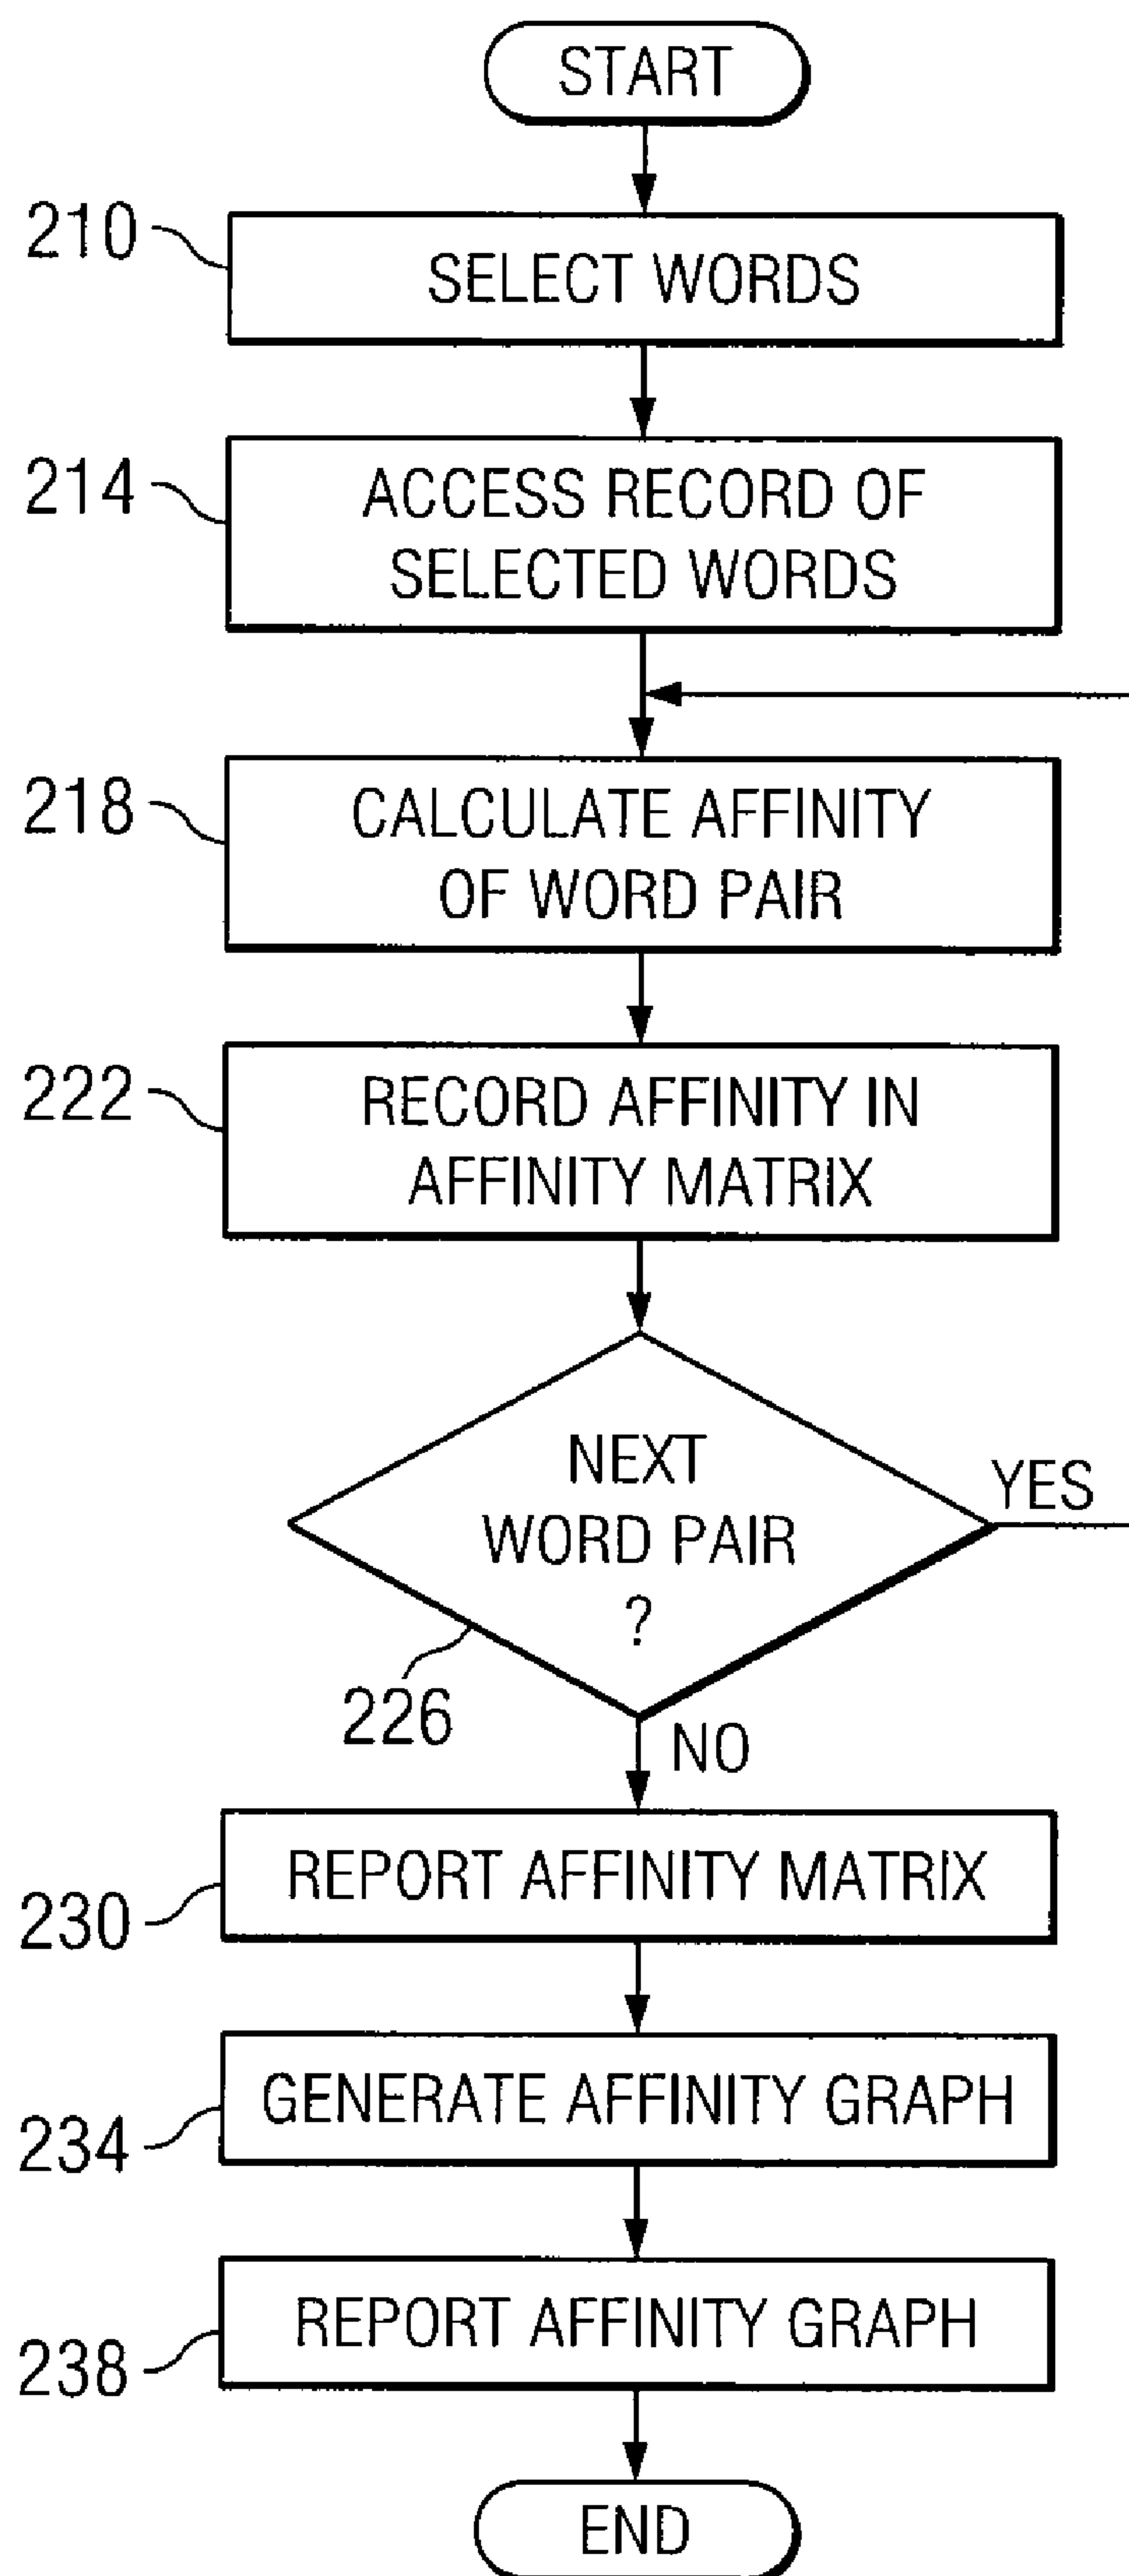 START
210
SELECT WORDS
214
ACCESS RECORD OF
SELECTED WORDS
218
CALCULATE AFFINITY
OF WORD PAIR
222
RECORD AFFINITY IN
AFFINITY MATRIX
NEXT
WORD PAIR
?
YES
226
NO
230
REPORT AFFINITY MATRIX
234
GENERATE AFFINITY GRAPH
238
REPORT AFFINITY GRAPH
END